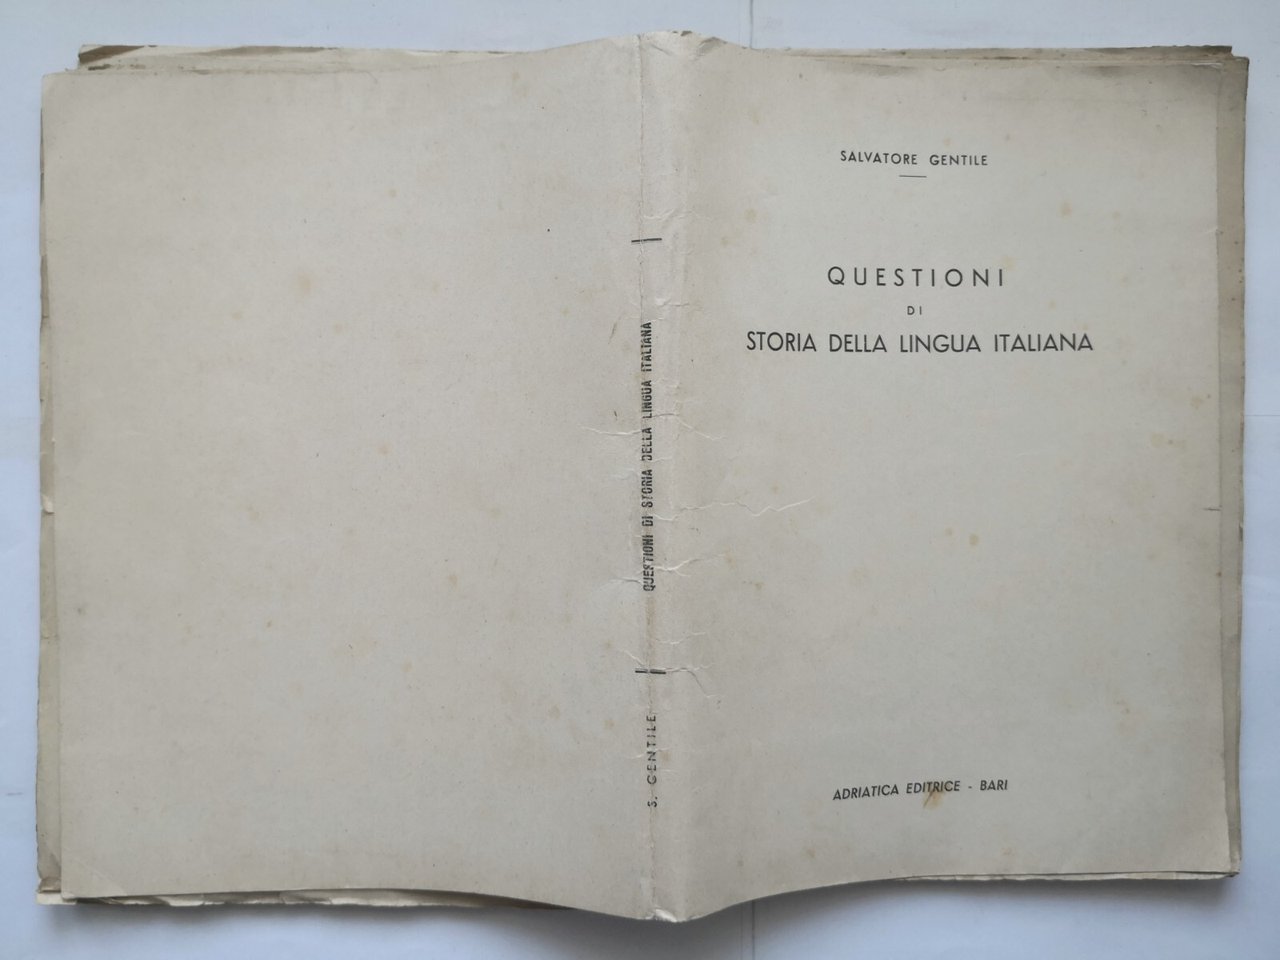 SALVATORE GENTILE
QUESTIONI
DI
STORIA DELLA LINGUA ITALIANA
ADRIATICA EDITRICE - BARI
S. GENTILE
QUESTIONI DI STORIA DELLA LINGUA ITALIANA